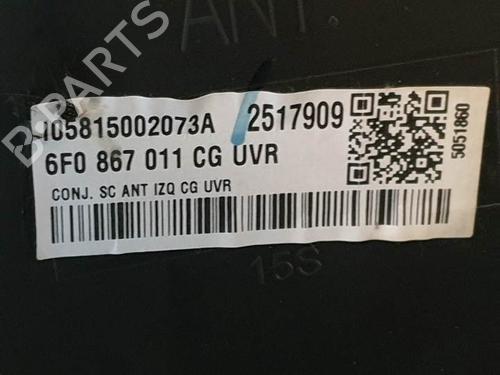 B-PARTS
ANT.
105815002073A
2517909
6F0 867 011 CG UVR
CONJ. SC ANT IZQ CG UVR
5051860
15S